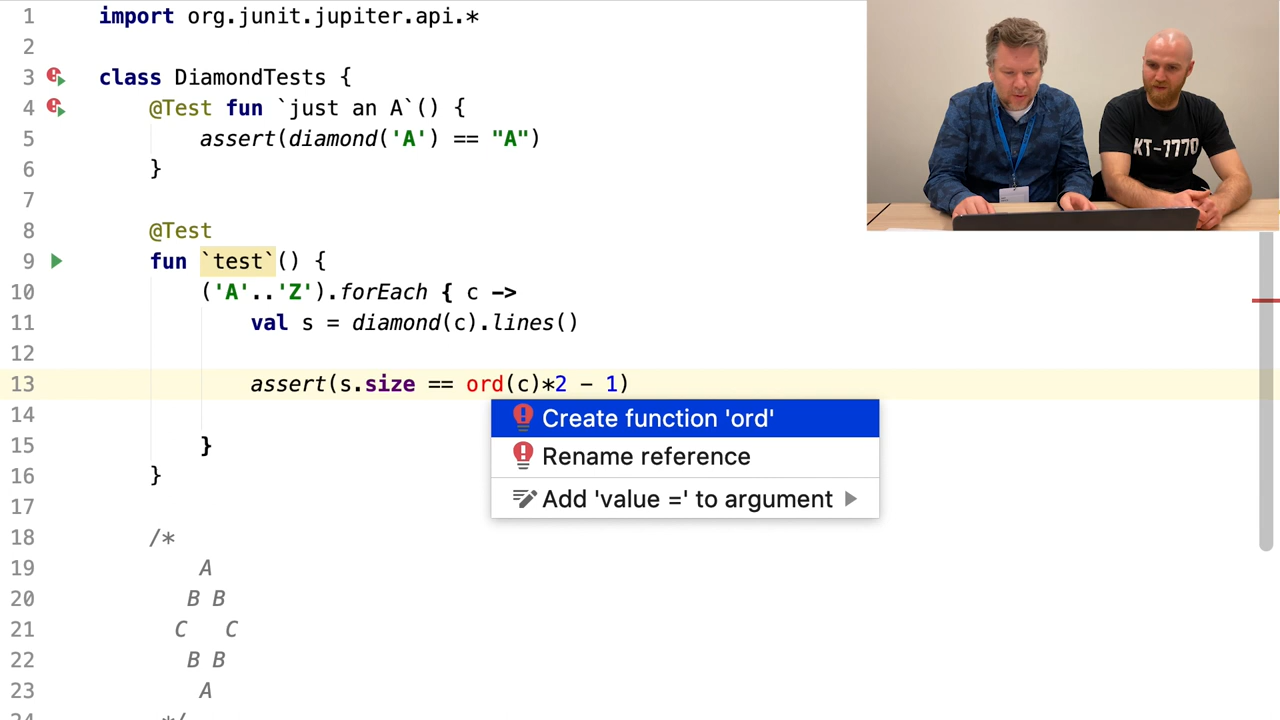 1 import org.junit.jupiter.api.*
2
3 class DiamondTests {
4 @Test fun `just an A`() {
5 assert(diamond('A') == "A")
6 }
7
8 @Test
9 fun `test`() {
10 ('A'..'Z').forEach { c ->
11 val s = diamond(c).lines()
12
13 assert(s.size == ord(c)*2 - 1)
14
15 }
16 }
17
18 /*
19 A
20 B B
21 C C
22 B B
23 A
24 */
Create function 'ord'
Rename reference
Add 'value =' to argument
KT-7770